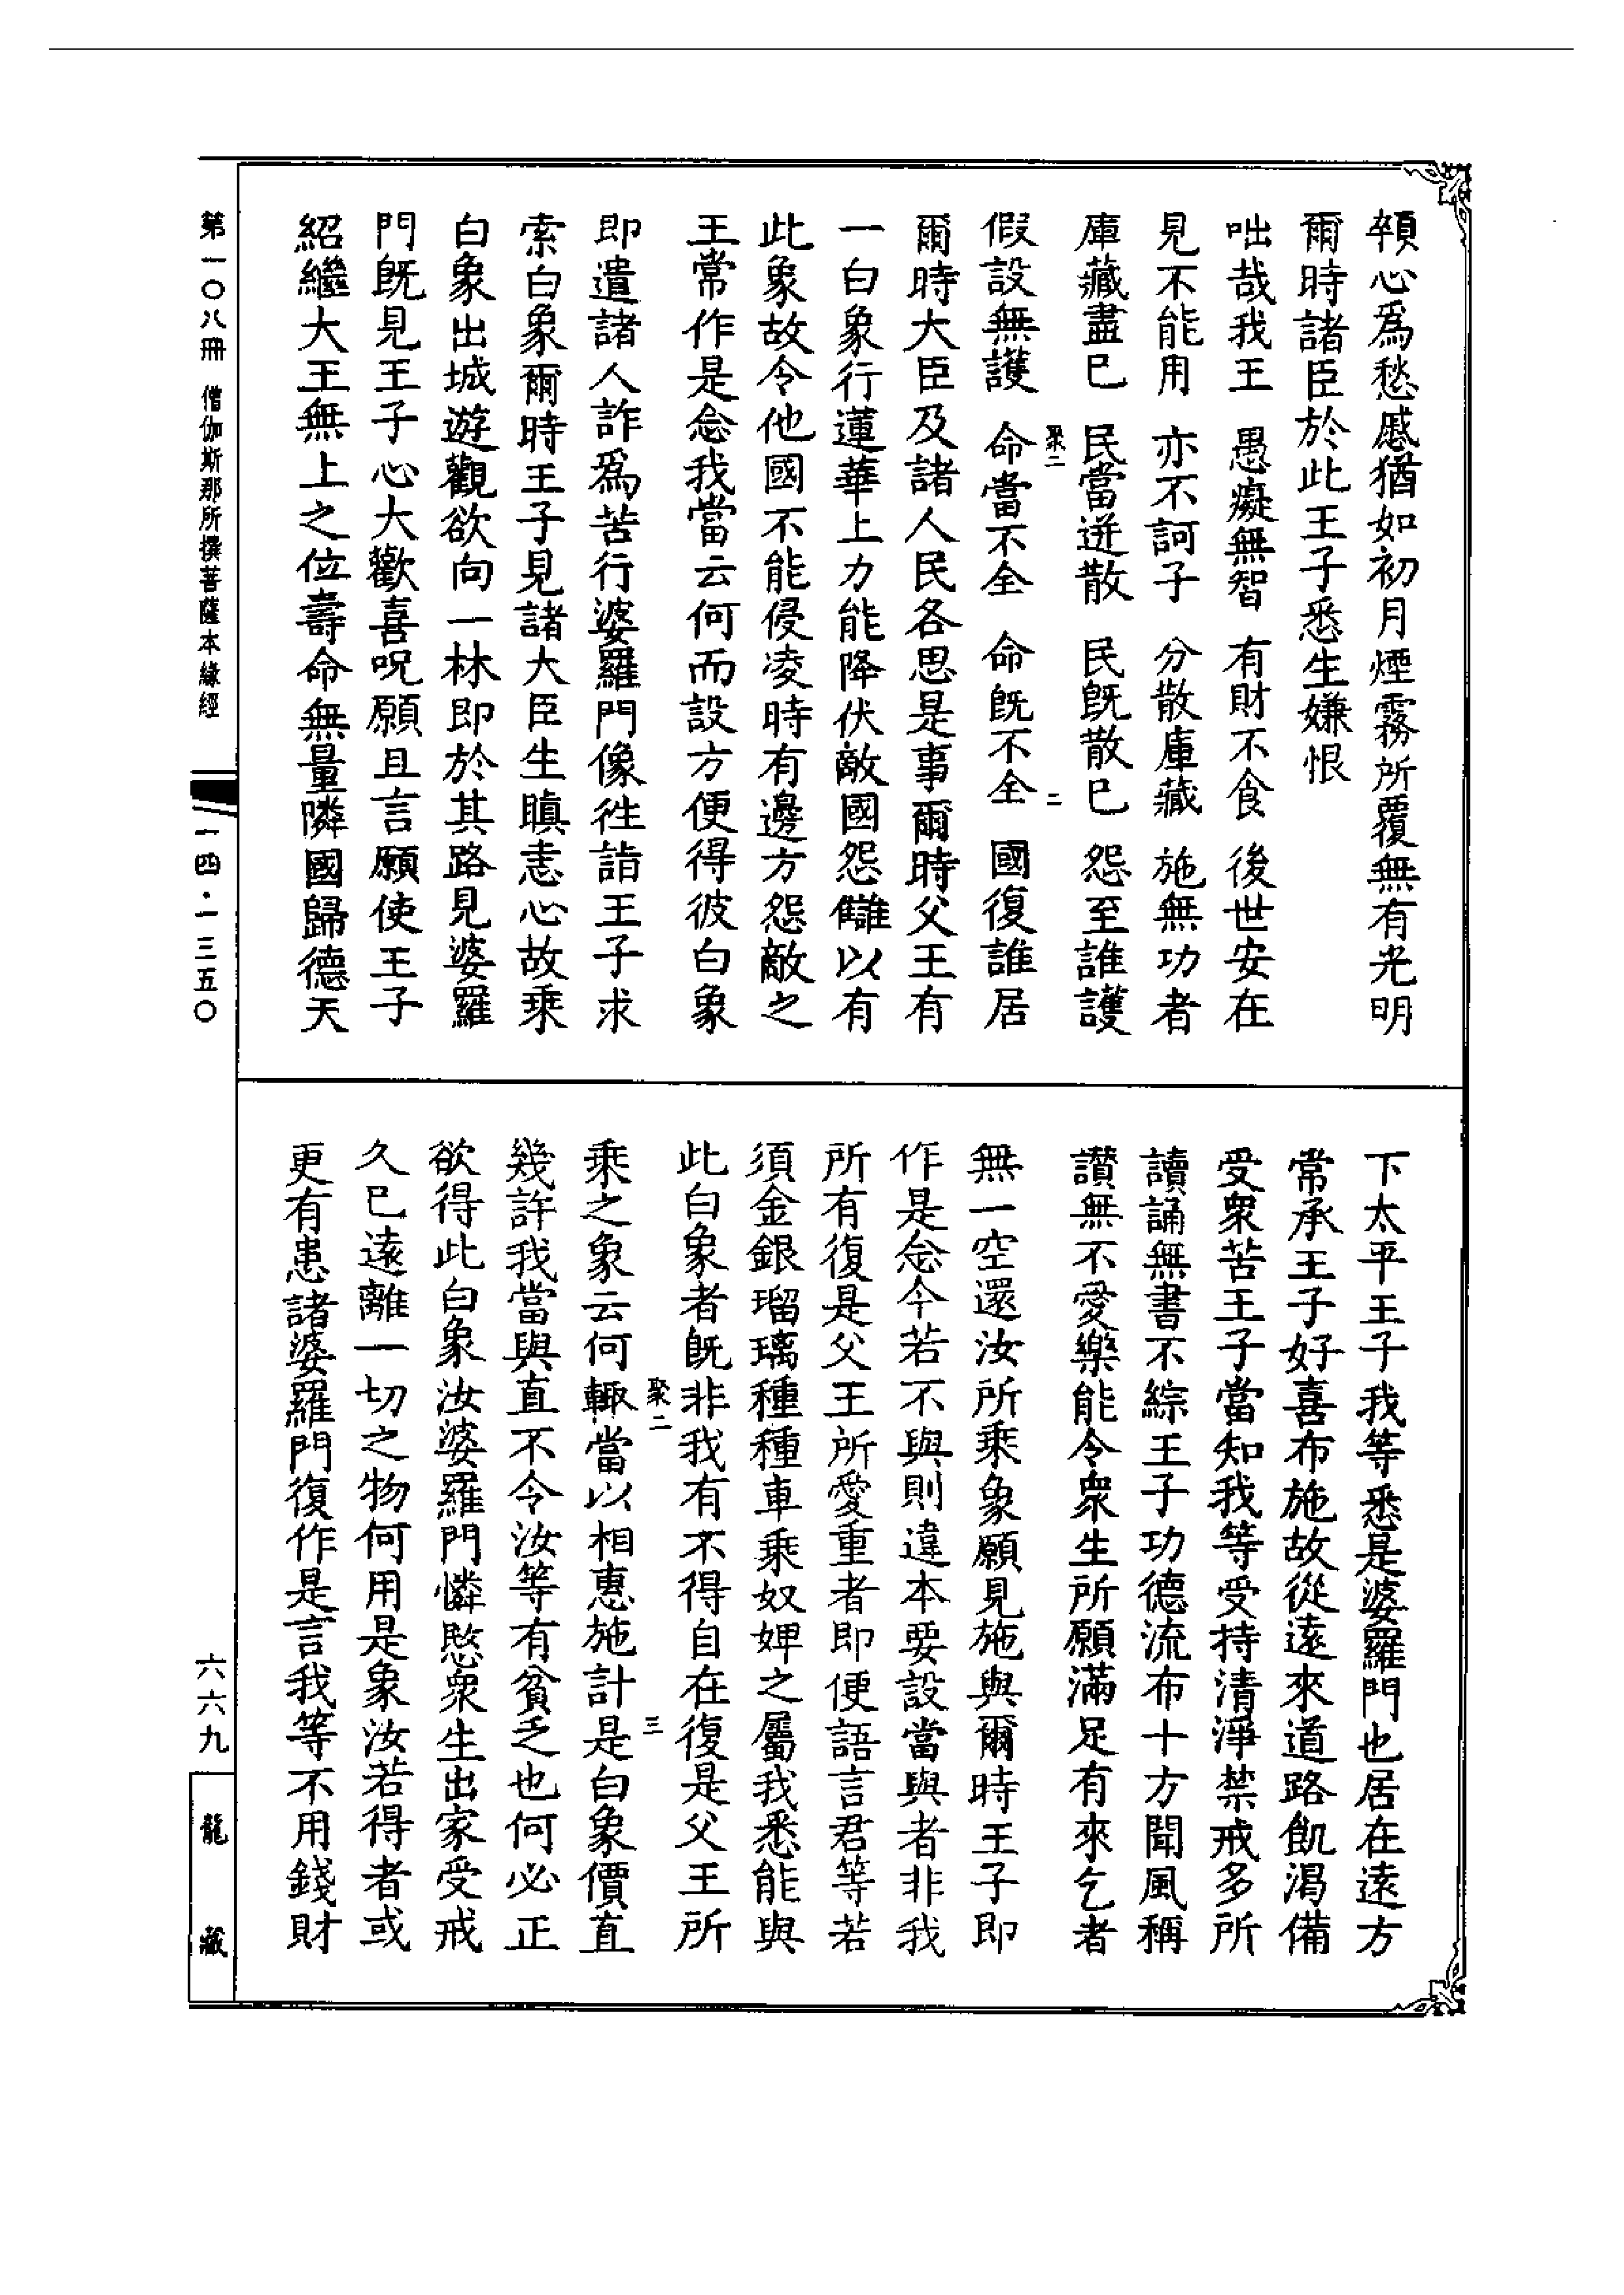 顇心爲愁慼猶如初月煙霧所覆無有光明
爾時諸臣於此王子悉生嫌恨
咄哉我王　愚癡無智　有財不食　後世安在
見不能用　亦不訶子　分散庫藏　施無功者
庫藏盡已　民當迸散　民旣散已　怨至誰護
聚二　二
假設無護　命當不全　命旣不全　國復誰居
爾時大臣及諸人民各思是事爾時父王有
一白象行蓮華上力能降伏敵國怨讎以有
此象故令他國不能侵凌時有邊方怨敵之
王常作是念我當云何而設方便得彼白象
即遣諸人詐爲苦行婆羅門像徃詣王子求
索白象爾時王子見諸大臣生瞋恚心故乘
白象出城遊觀欲向一林即於其路見婆羅
門旣見王子心大歡喜呪願且言願使王子
紹繼大王無上之位壽命無量隣國歸德天
下太平王子我等悉是婆羅門也居在遠方
常承王子好喜布施故從遠來道路飢渴備
受衆苦王子當知我等受持清淨禁戒多所
讀誦無書不綜王子功德流布十方聞風稱
讚無不愛樂能令衆生所願滿足有來乞者
無一空還汝所乘象願見施與爾時王子即
作是念今若不與則違本要設當與者非我
所有復是父王所愛重者即便語言君等若
須金銀瑠璃種種車乘奴婢之屬我悉能與
此白象者旣非我有不得自在復是父王所
聚二　三
乘之象云何輙當以相惠施計是白象價直
幾許我當與直不令汝等有貧乏也何必正
欲得此白象汝婆羅門憐愍衆生出家受戒
久已遠離一切之物何用是象汝若得者或
更有患諸婆羅門復作是言我等不用錢財
第一〇八冊　僧伽斯那所撰菩薩本緣經
一四·一三五〇
六六九
龍藏